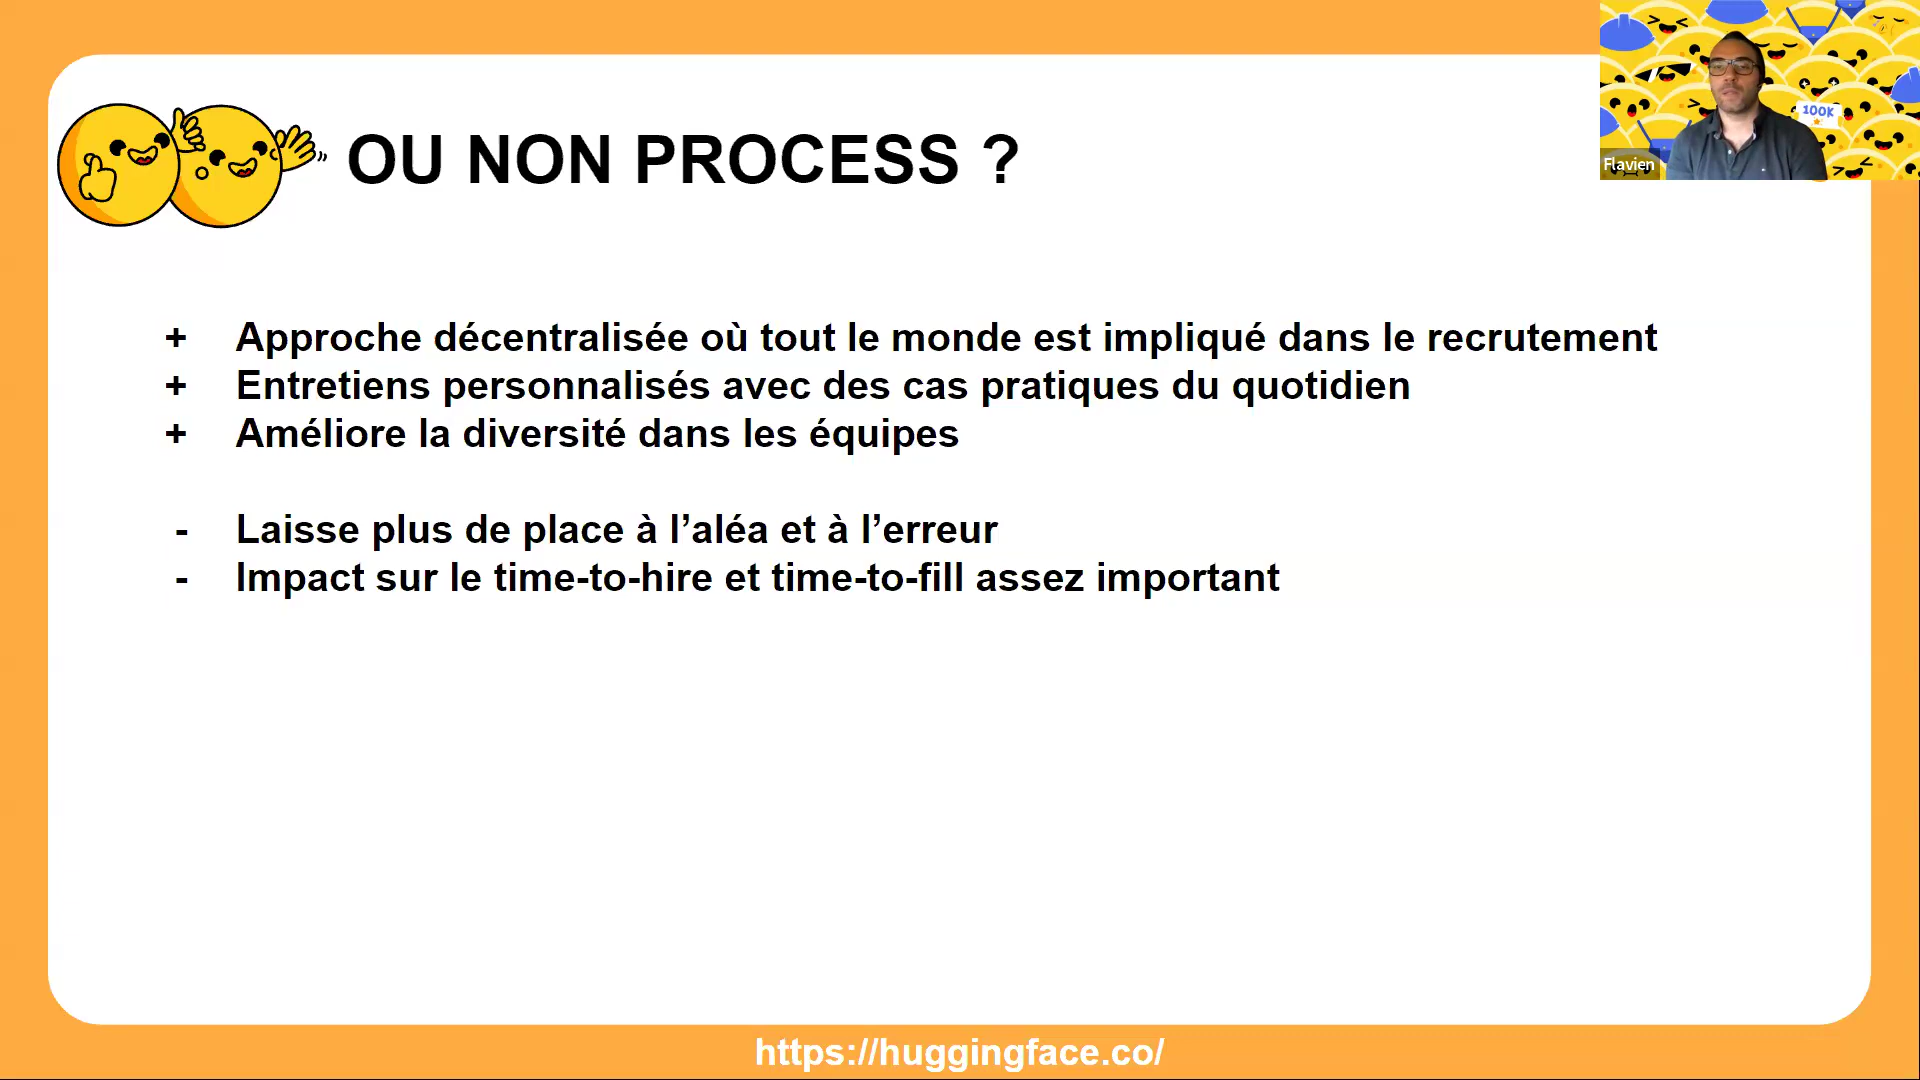 OU NON PROCESS ?
100K
Flavien
+ Approche décentralisée où tout le monde est impliqué dans le recrutement
+ Entretiens personnalisés avec des cas pratiques du quotidien
+ Améliore la diversité dans les équipes
- Laisse plus de place à l’aléa et à l’erreur
- Impact sur le time-to-hire et time-to-fill assez important
https://huggingface.co/